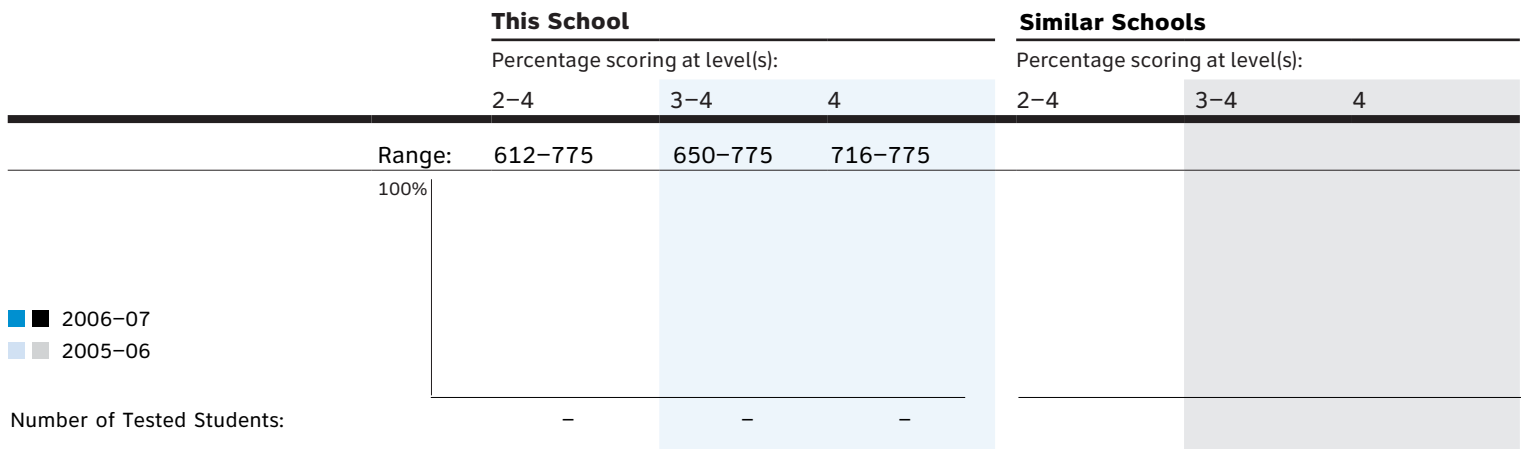 This School Similar Schools
Percentage scoring at level(s): Percentage scoring at level(s):
2–4 3–4 4 2–4 3–4 4
Range: 612–775 650–775 716–775
100%
2006–07
2005–06
Number of Tested Students: – – –